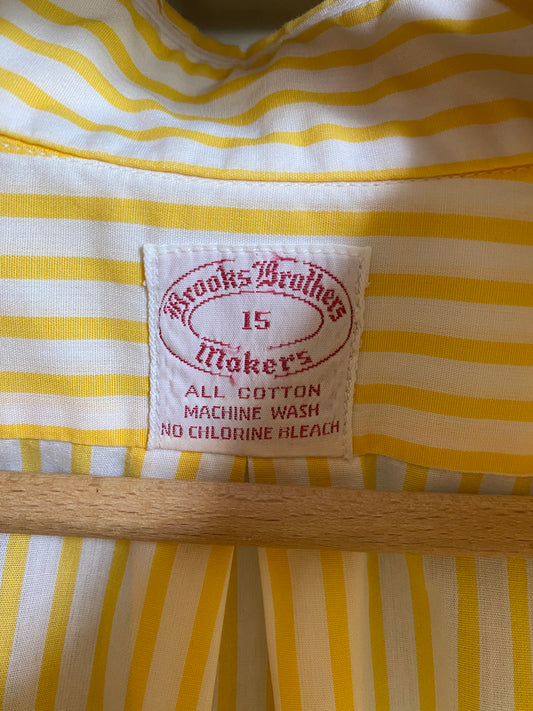 Brooks Brothers
15
Makers
ALL COTTON
MACHINE WASH
NO CHLORINE BLEACH